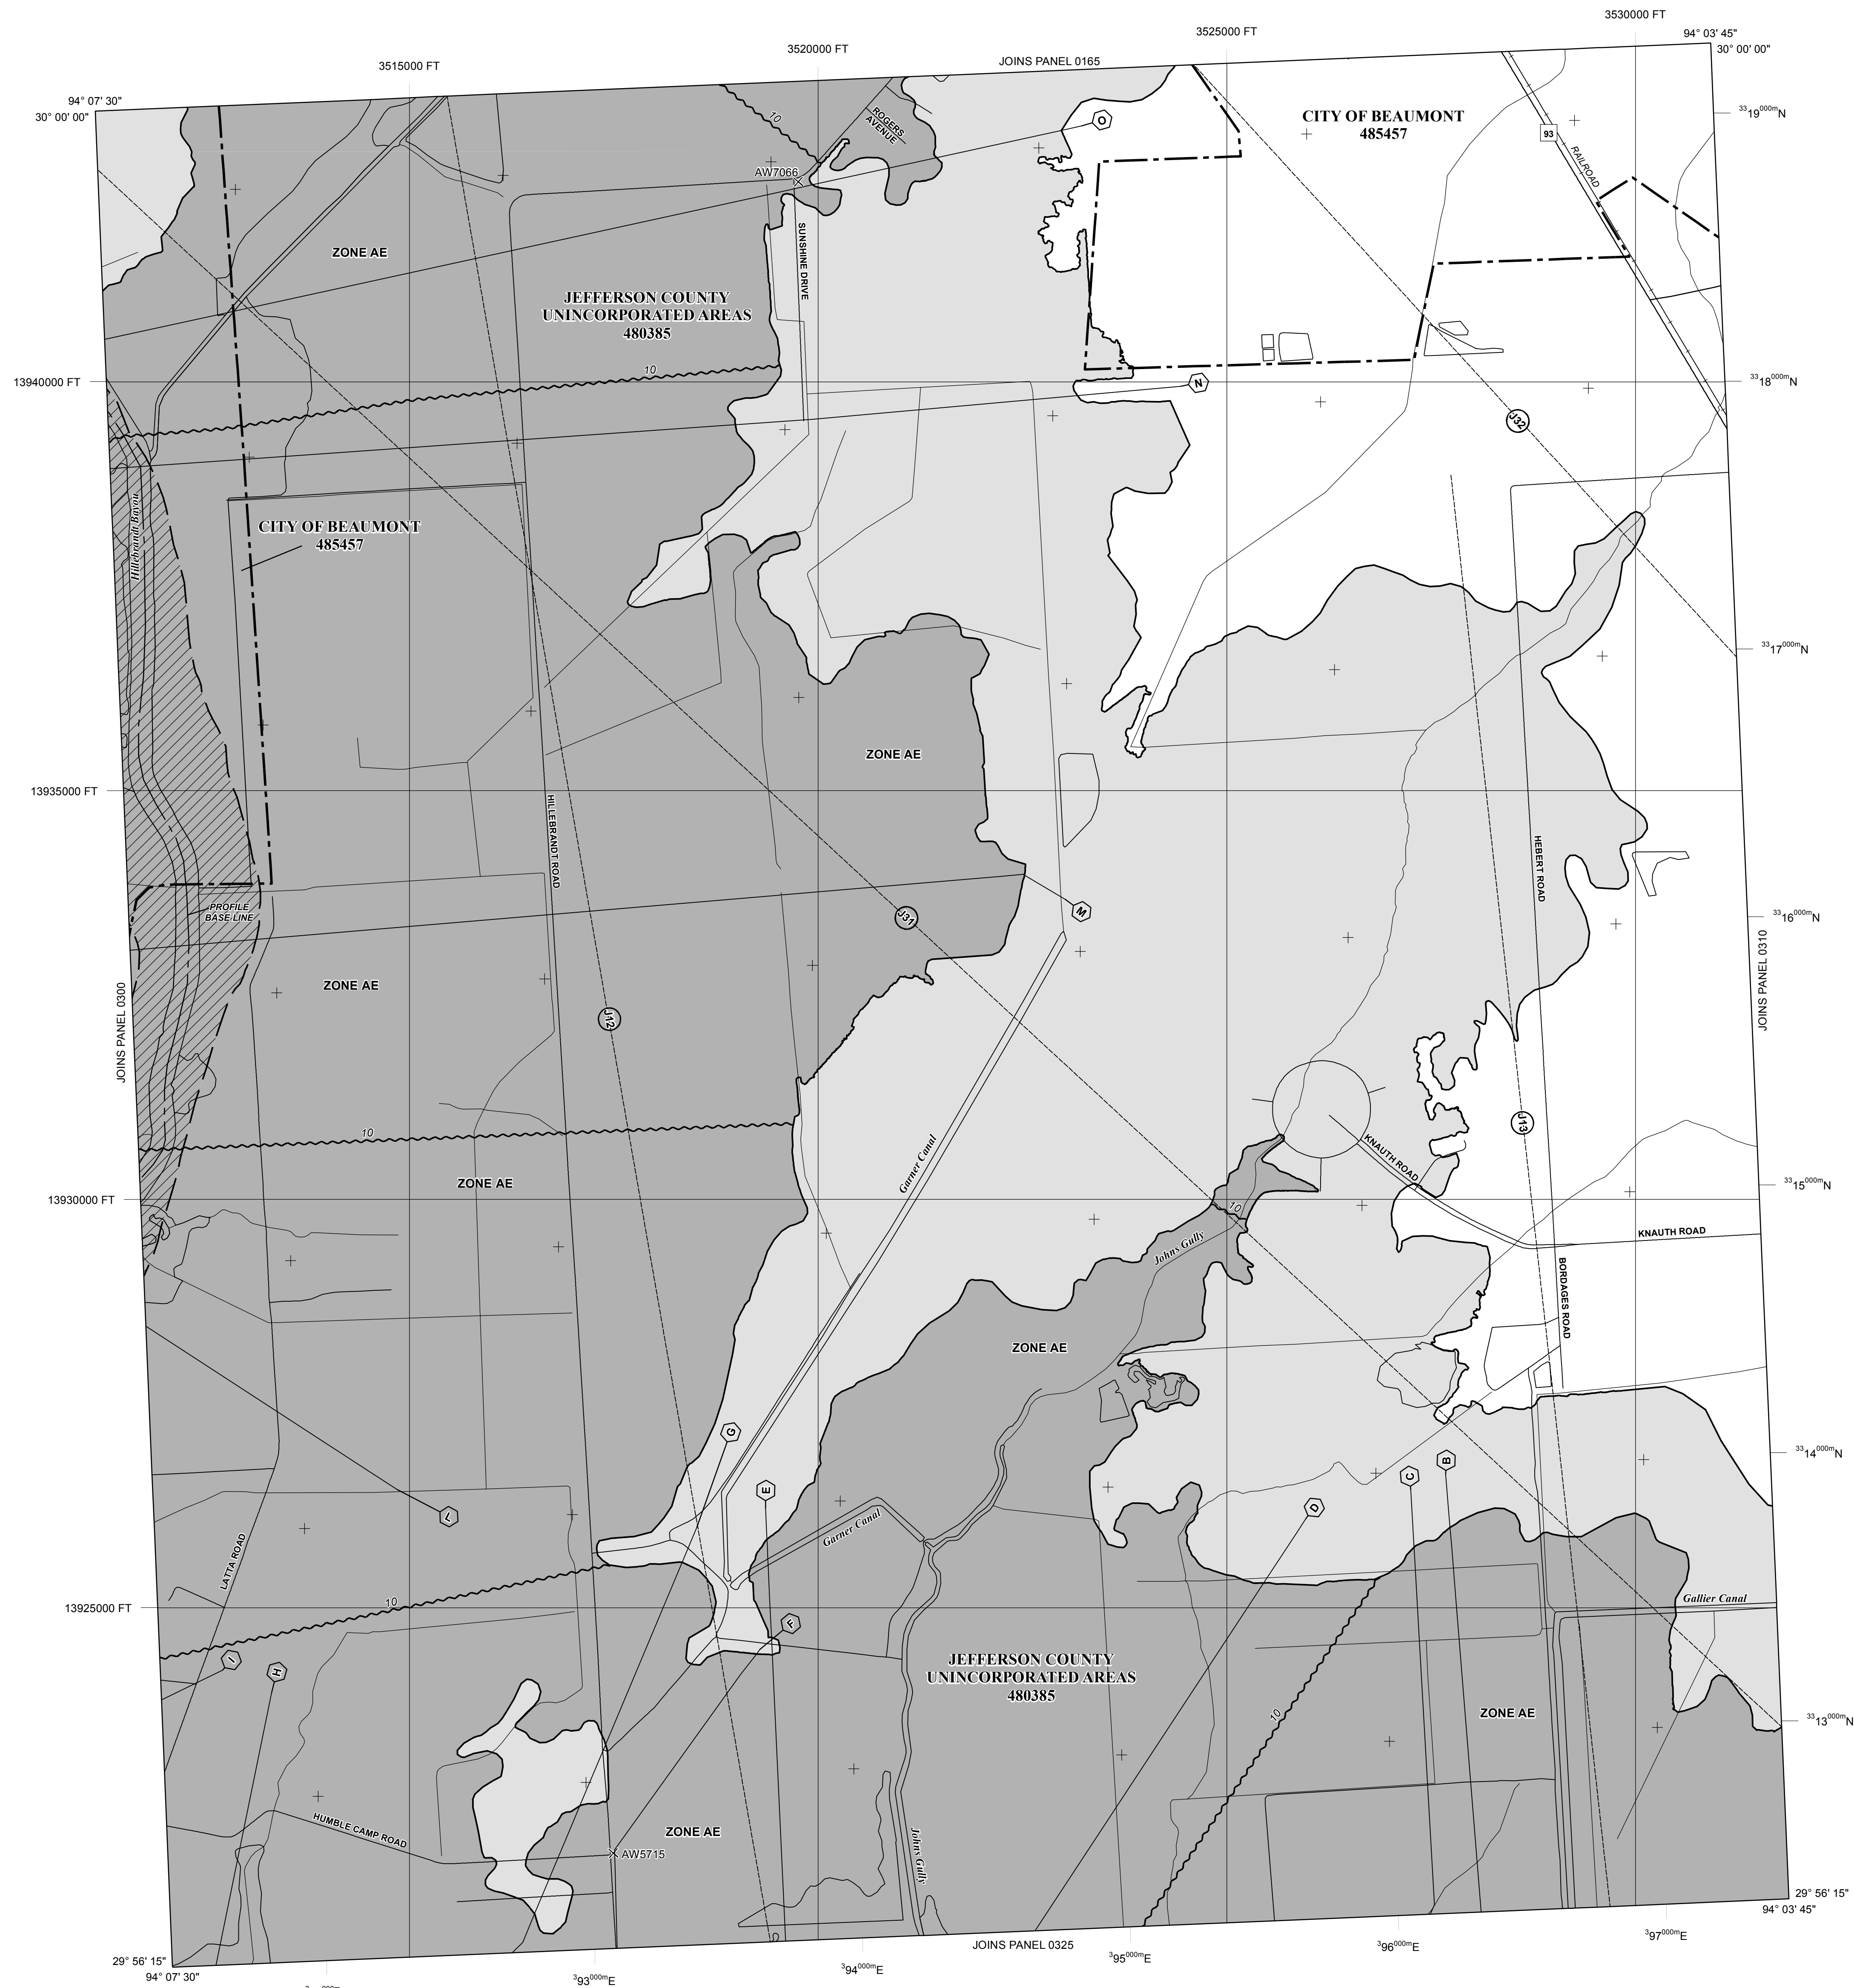 3530000 FT
94° 03' 45"
30° 00' 00"
3525000 FT
3520000 FT
JOINS PANEL 0165
3515000 FT
94° 07' 30"
30° 00' 00"
3319000mN
CITY OF BEAUMONT
485457
93
RAILROAD
ROGERS
AVENUE
10
O
AW7066
SUNSHINE DRIVE
ZONE AE
JEFFERSON COUNTY
UNINCORPORATED AREAS
480385
10
13940000 FT
N
3318000mN
J32
Hillebrandt Bayou
CITY OF BEAUMONT
485457
3317000mN
ZONE AE
13935000 FT
HILLEBRANDT ROAD
HEBERT ROAD
PROFILE
BASE LINE
J31
M
3316000mN
JOINS PANEL 0300
ZONE AE
J12
JOINS PANEL 0310
10
Garner Canal
J13
KNAUTH ROAD
ZONE AE
3315000mN
13930000 FT
10
KNAUTH ROAD
Johns Gully
BORDAGES ROAD
ZONE AE
G
3314000mN
B
C
E
D
L
Garner Canal
LATTA ROAD
10
13925000 FT
Gallier Canal
F
I
H
JEFFERSON COUNTY
UNINCORPORATED AREAS
480385
10
ZONE AE
3313000mN
HUMBLE CAMP ROAD
ZONE AE
AW5715
Johns Gully
29° 56' 15"
94° 03' 45"
JOINS PANEL 0325
397000mE
396000mE
395000mE
394000mE
393000mE
29° 56' 15"
94° 07' 30"